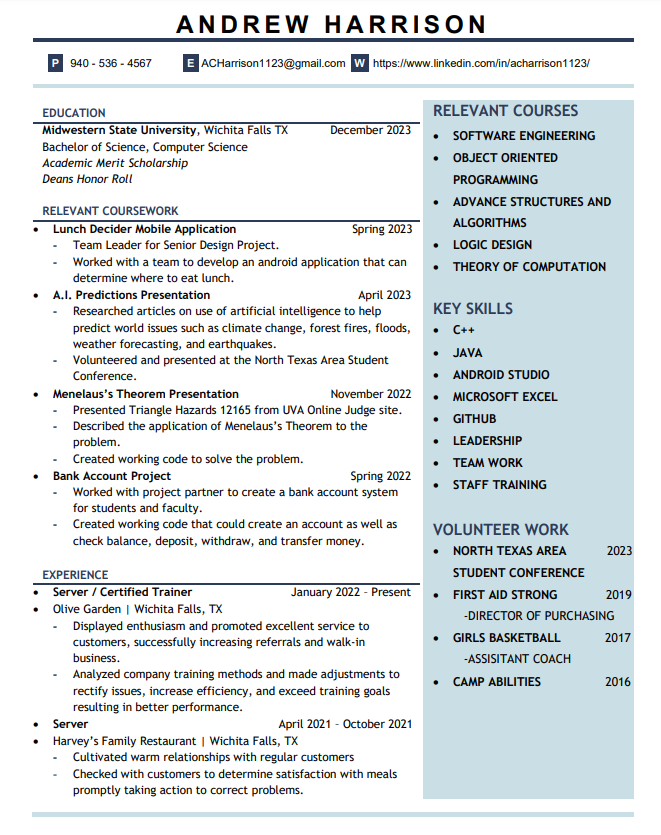 ANDREW HARRISON
P 940 - 536 - 4567 E ACHarrison1123@gmail.com W https://www.linkedin.com/in/acharrison1123/
EDUCATION
Midwestern State University, Wichita Falls TX December 2023
Bachelor of Science, Computer Science
Academic Merit Scholarship
Deans Honor Roll
RELEVANT COURSEWORK
• Lunch Decider Mobile Application Spring 2023
- Team Leader for Senior Design Project.
- Worked with a team to develop an android application that can
determine where to eat lunch.
• A.I. Predictions Presentation April 2023
- Researched articles on use of artificial intelligence to help
predict world issues such as climate change, forest fires, floods,
weather forecasting, and earthquakes.
- Volunteered and presented at the North Texas Area Student
Conference.
• Menelaus’s Theorem Presentation November 2022
- Presented Triangle Hazards 12165 from UVA Online Judge site.
- Described the application of Menelaus’s Theorem to the
problem.
- Created working code to solve the problem.
• Bank Account Project Spring 2022
- Worked with project partner to create a bank account system
for students and faculty.
- Created working code that could create an account as well as
check balance, deposit, withdraw, and transfer money.
EXPERIENCE
• Server / Certified Trainer January 2022 – Present
• Olive Garden | Wichita Falls, TX
- Displayed enthusiasm and promoted excellent service to
customers, successfully increasing referrals and walk-in
business.
- Analyzed company training methods and made adjustments to
rectify issues, increase efficiency, and exceed training goals
resulting in better performance.
• Server April 2021 – October 2021
• Harvey’s Family Restaurant | Wichita Falls, TX
- Cultivated warm relationships with regular customers
- Checked with customers to determine satisfaction with meals
promptly taking action to correct problems.
RELEVANT COURSES
• SOFTWARE ENGINEERING
• OBJECT ORIENTED
PROGRAMMING
• ADVANCE STRUCTURES AND
ALGORITHMS
• LOGIC DESIGN
• THEORY OF COMPUTATION
KEY SKILLS
• C++
• JAVA
• ANDROID STUDIO
• MICROSOFT EXCEL
• GITHUB
• LEADERSHIP
• TEAM WORK
• STAFF TRAINING
VOLUNTEER WORK
• NORTH TEXAS AREA 2023
STUDENT CONFERENCE
• FIRST AID STRONG 2019
-DIRECTOR OF PURCHASING
• GIRLS BASKETBALL 2017
-ASSISITANT COACH
• CAMP ABILITIES 2016